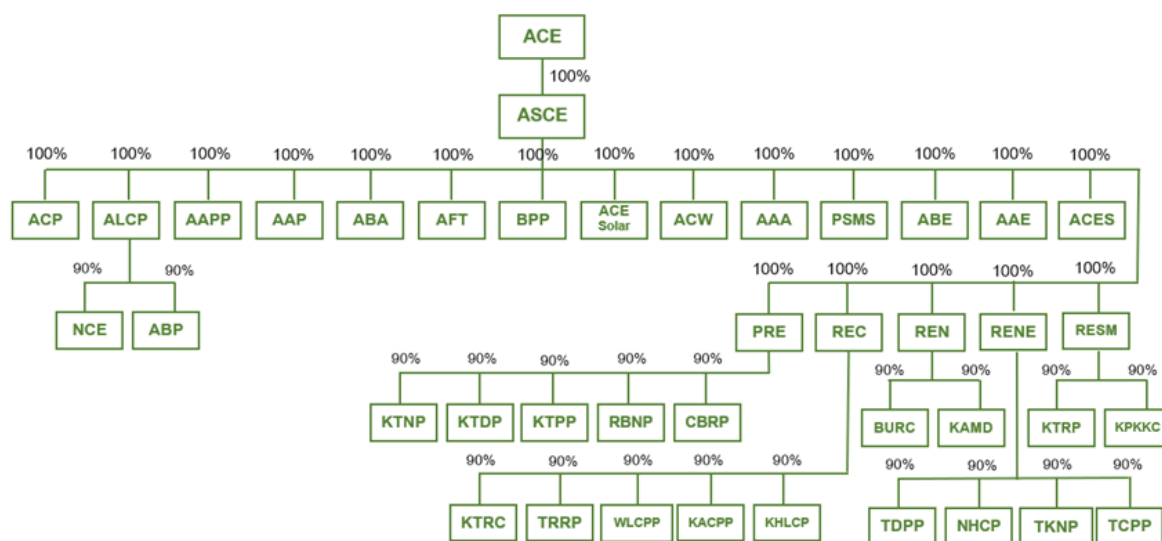 ACE
100%
ASCE
100% 100% 100% 100% 100% 100% 100% 100% 100% 100% 100% 100% 100% 100%
ACP ALCP AAPP AAP ABA AFT BPP ACE Solar ACW AAA PSMS ABE AAE ACES
90% 90%
NCE ABP
100% 100% 100% 100% 100%
PRE REC REN RENE RESM
90% 90% 90% 90% 90%
KTNP KTDP KTPP RBNP CBRP
90% 90% 90% 90%
BURC KAMD KTRP KPKKC
90% 90% 90% 90% 90%
KTRC TRRP WLCPP KACPP KHLCP
90% 90% 90% 90%
TDPP NHCP TKNP TCPP